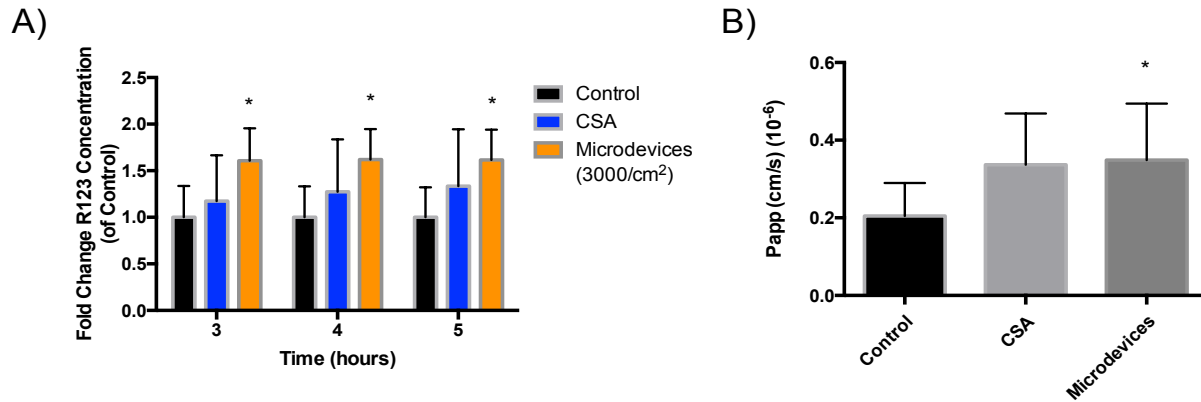 A)
Fold Change R123 Concentration
(of Control)
2.5
2.0
1.5
1.0
0.5
0.0
* * *
3 4 5
Time (hours)
Control
CSA
Microdevices
(3000/cm²)
B)
Papp (cm/s) (10⁻⁶)
0.6
0.4
0.2
0.0
*
Control
CSA
Microdevices